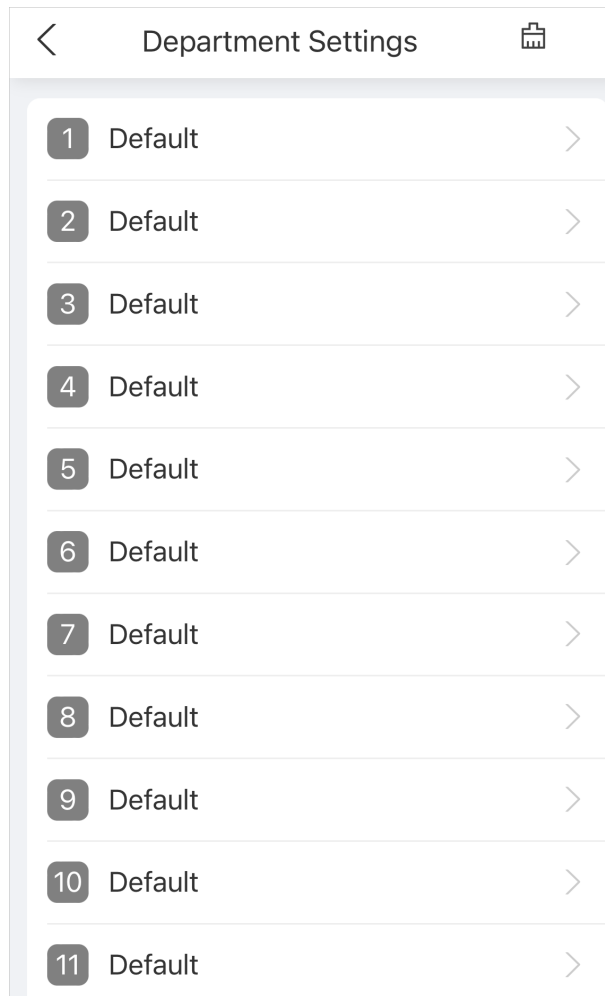 Department Settings
1 Default
2 Default
3 Default
4 Default
5 Default
6 Default
7 Default
8 Default
9 Default
10 Default
11 Default